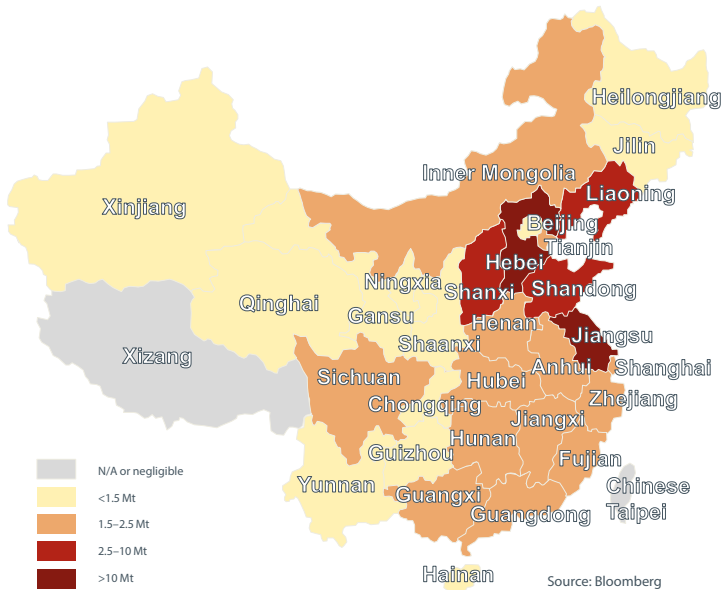 Heilongjiang
Jilin
Inner Mongolia
Liaoning
Xinjiang
Beijing
Tianjin
Hebei
Ningxia
Shanxi
Shandong
Qinghai
Gansu
Henan
Jiangsu
Shaanxi
Xizang
Anhui
Shanghai
Sichuan
Hubei
Zhejiang
Chongqing
Jiangxi
Hunan
Guizhou
Fujian
Yunnan
Guangxi
Chinese
Taipei
Guangdong
Hainan
N/A or negligible
<1.5 Mt
1.5–2.5 Mt
2.5–10 Mt
>10 Mt
Source: Bloomberg